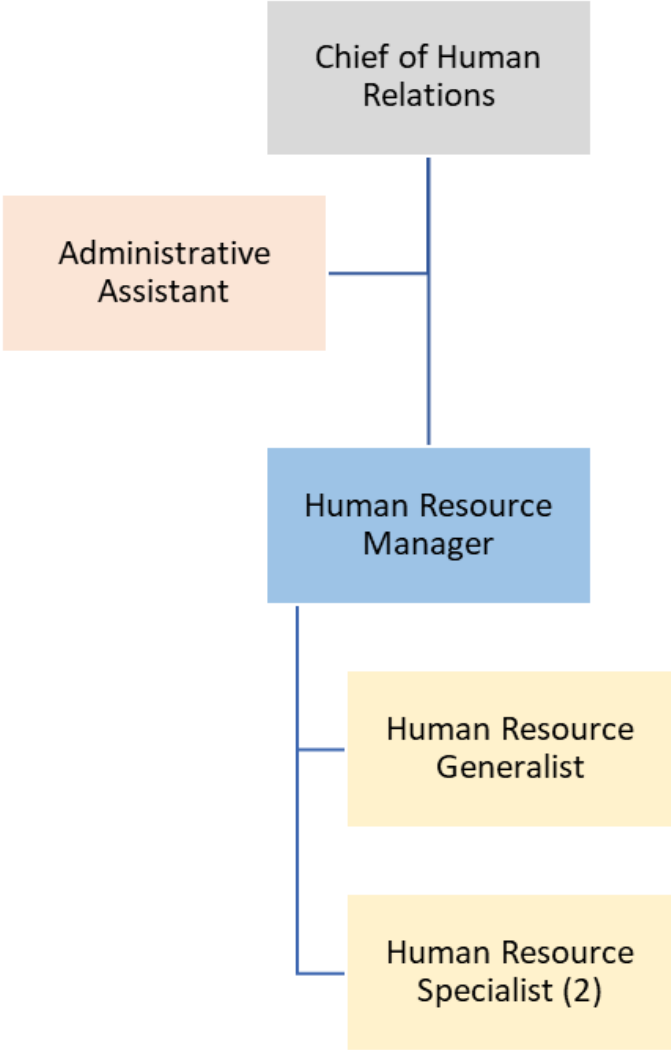 Chief of Human
Relations
Administrative
Assistant
Human Resource
Manager
Human Resource
Generalist
Human Resource
Specialist (2)